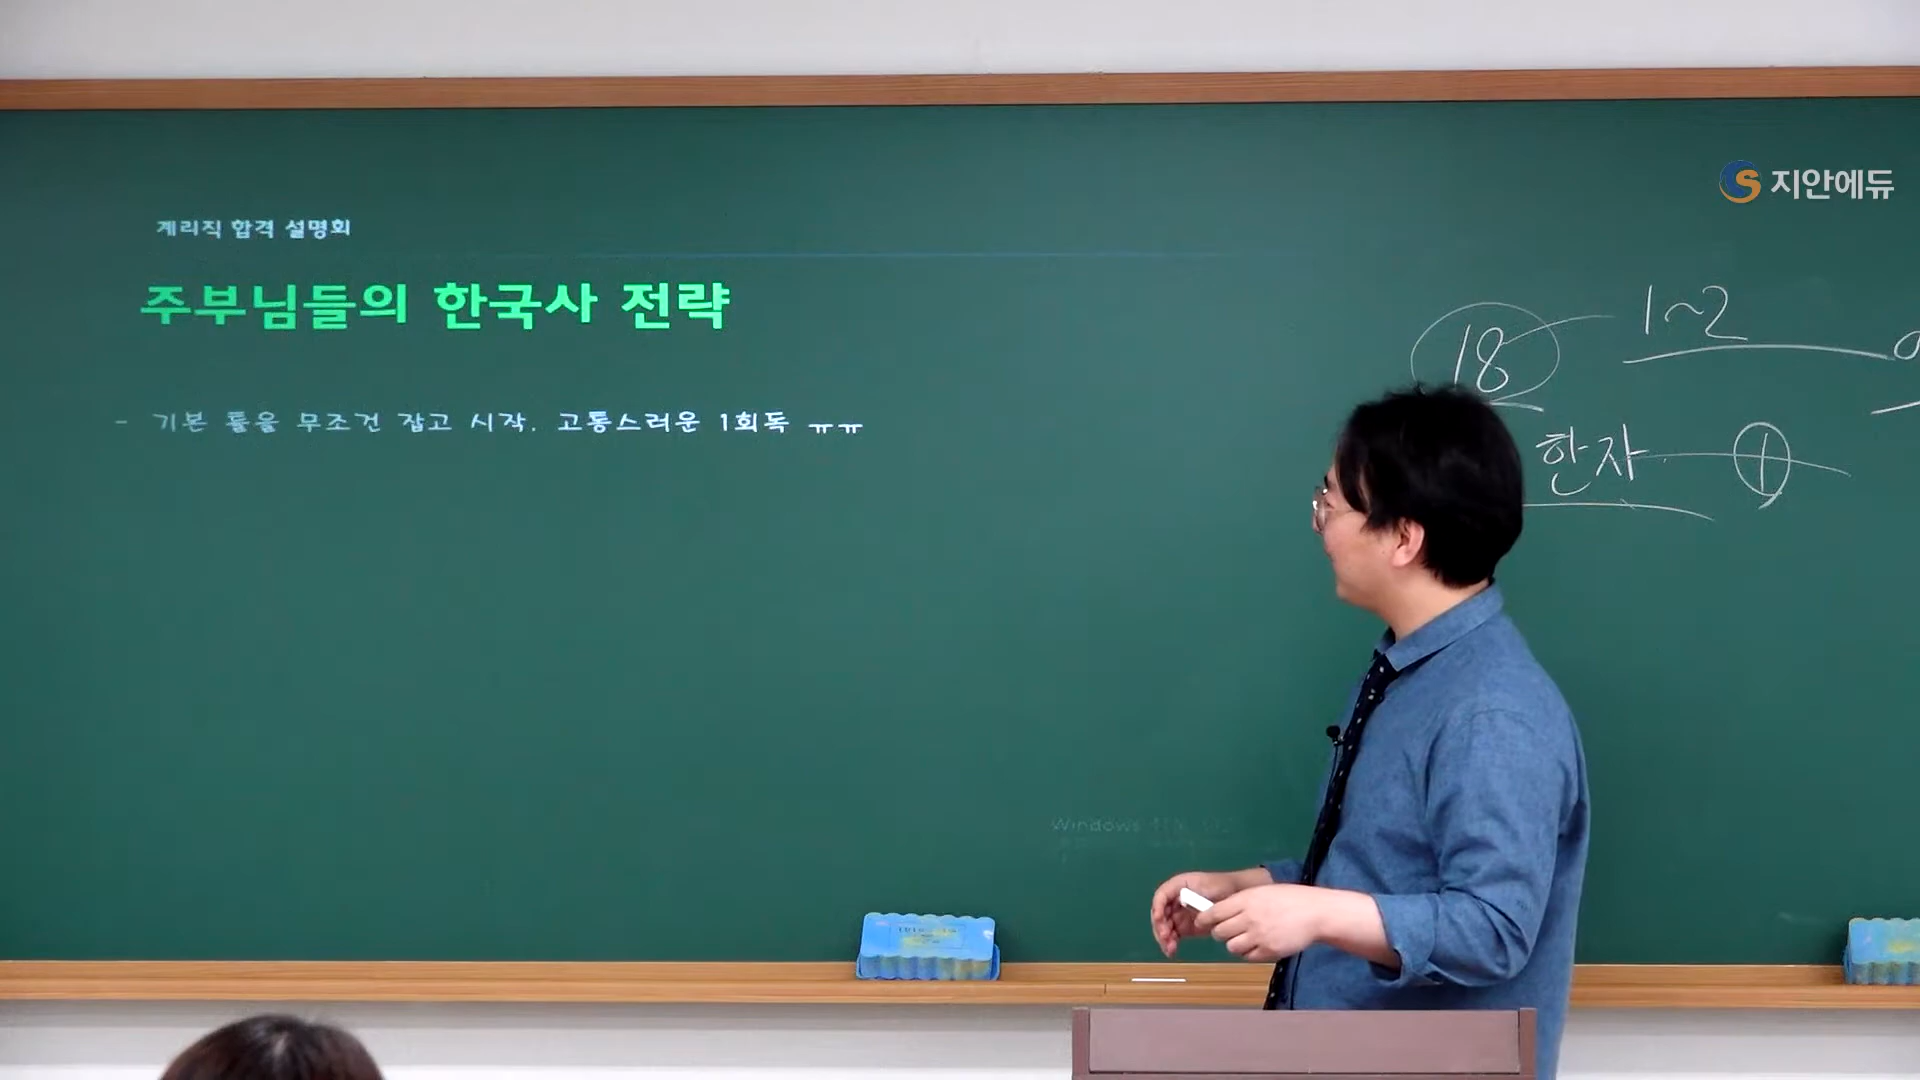 지안에듀
계리직 합격 설명회
주부님들의 한국사 전략
- 기본 틀을 무조건 잡고 시작. 고통스러운 1회독 ㅠㅠ
18 1~2
한자 1
Windows